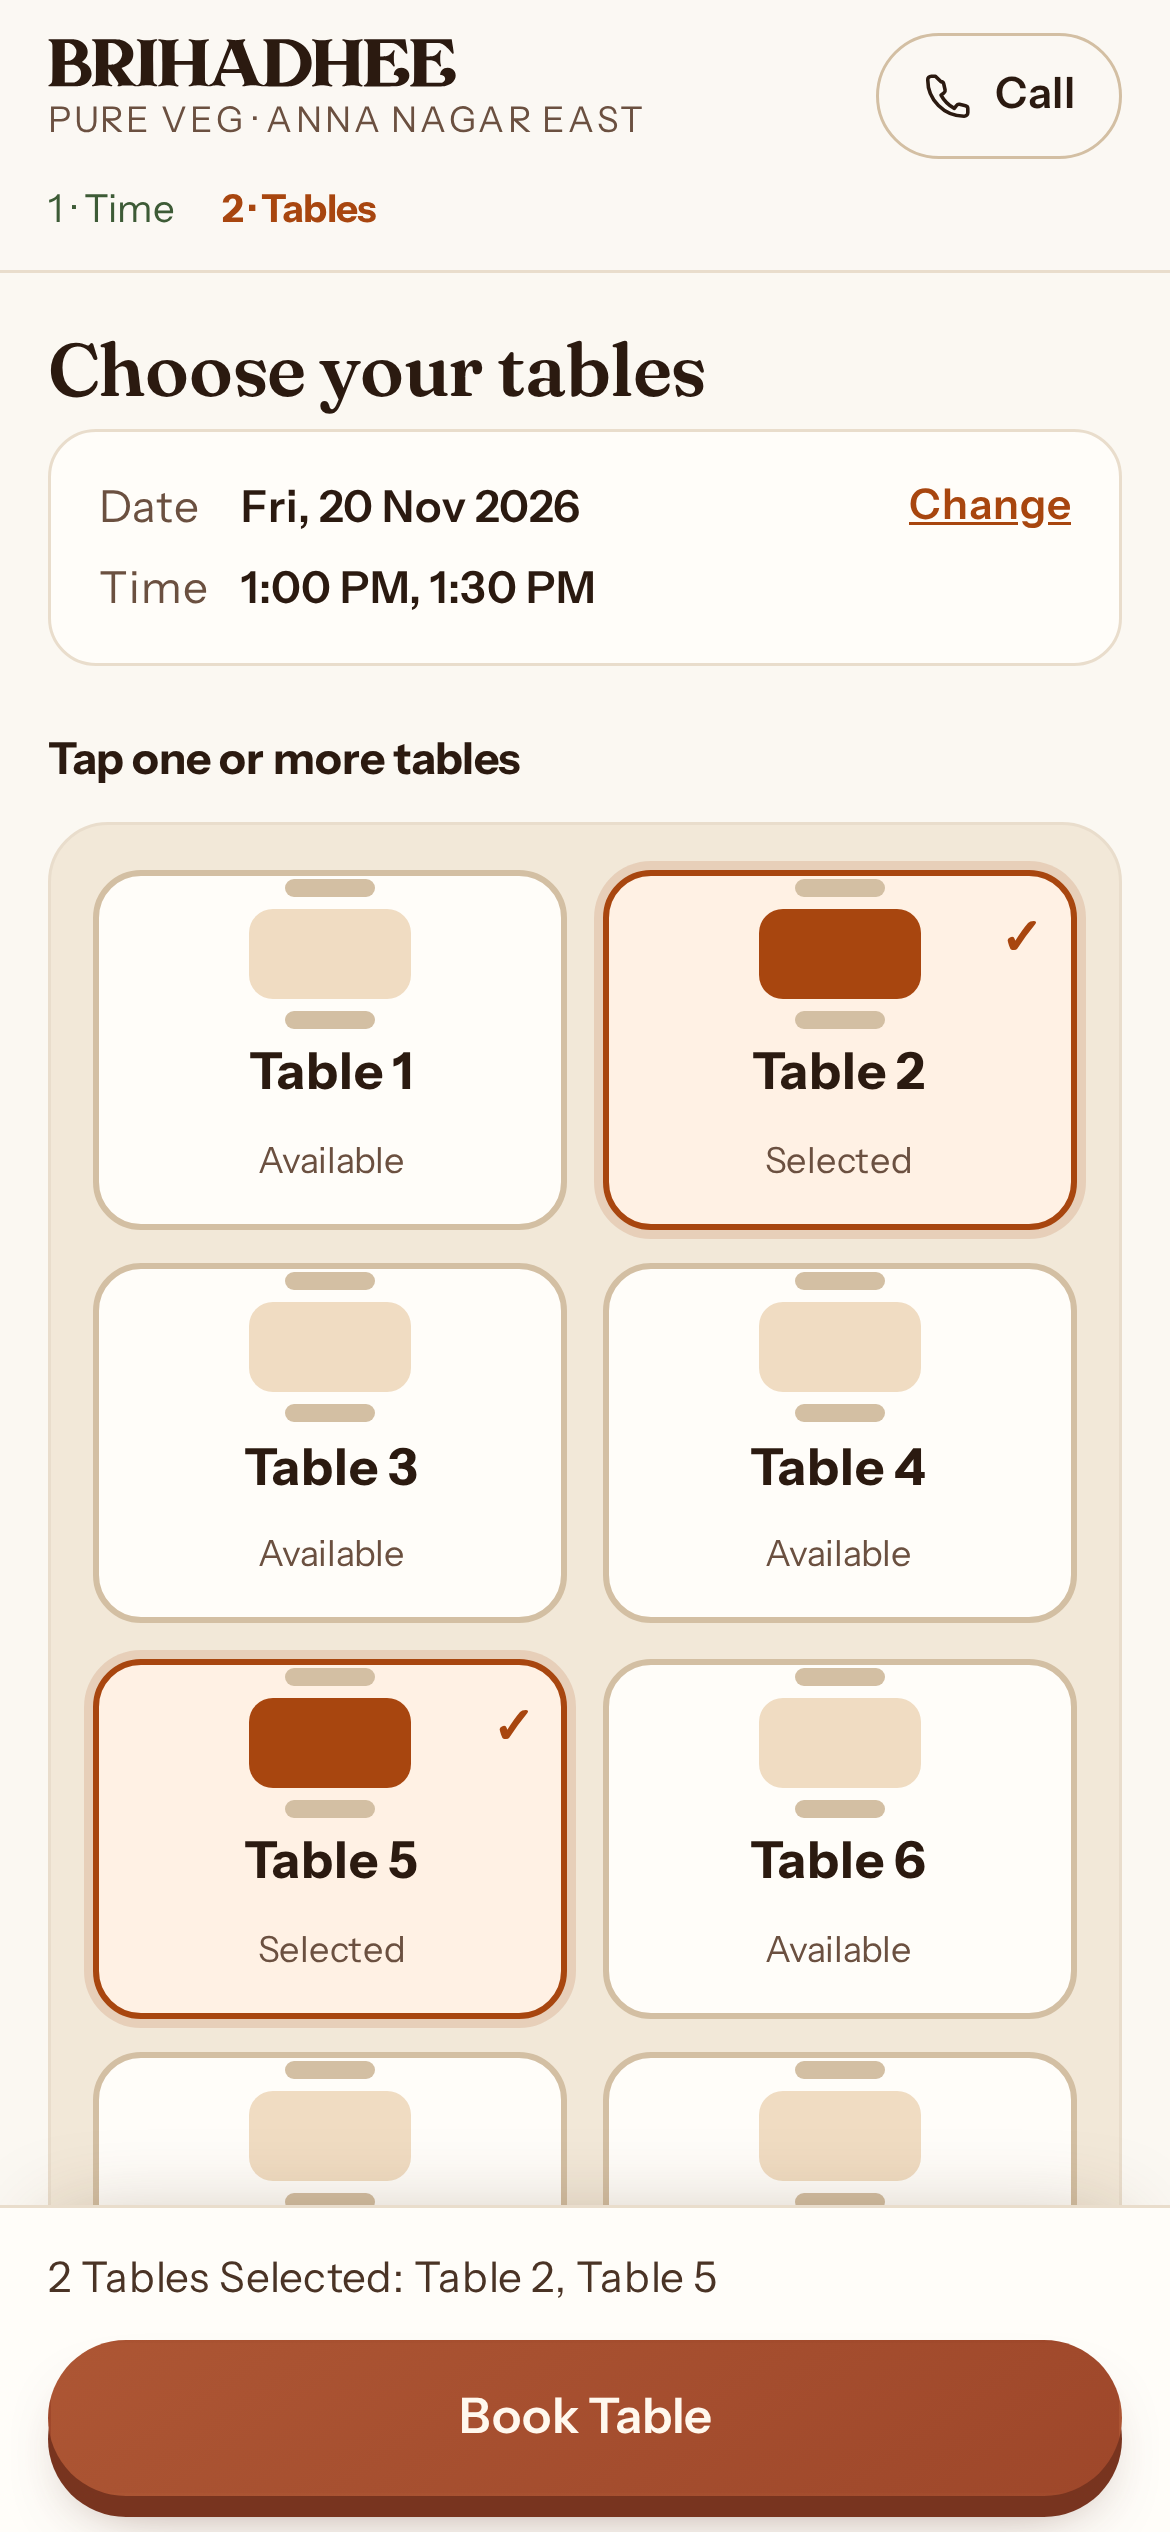 BRIHADHEE
PURE VEG · ANNA NAGAR EAST
Call
1 · Time 2 · Tables
Choose your tables
Date Fri, 20 Nov 2026 Change
Time 1:00 PM, 1:30 PM
Tap one or more tables
✓
Table 1 Table 2
Available Selected
Table 3 Table 4
Available Available
✓
Table 5 Table 6
Selected Available
2 Tables Selected: Table 2, Table 5
Book Table